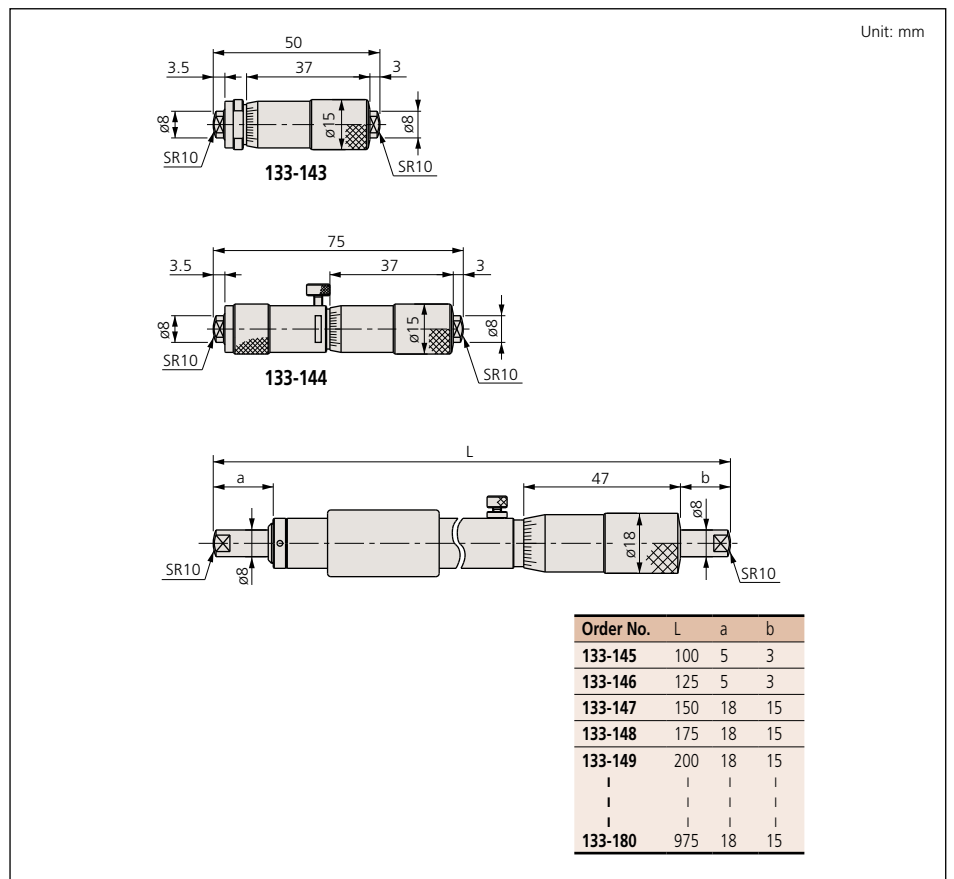 Unit: mm
50
3.5 37 3
ø8 ø15 ø8
SR10 SR10
133-143
75
3.5 37 3
ø8 ø15 ø8
SR10 SR10
133-144
L
a 47 b
ø8
ø18
SR10 ø8 SR10
Order No. L a b
133-145 100 5 3
133-146 125 5 3
133-147 150 18 15
133-148 175 18 15
133-149 200 18 15
133-180 975 18 15